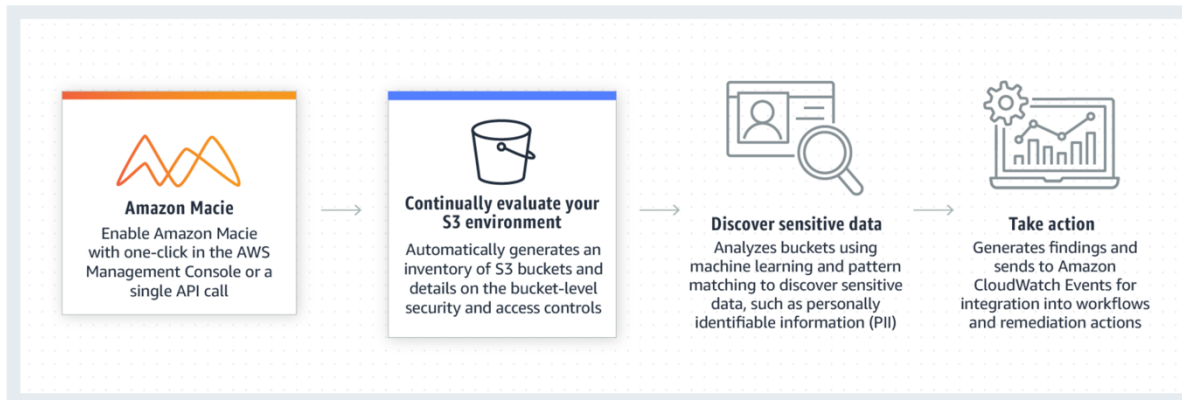 Amazon Macie
Enable Amazon Macie
with one-click in the AWS
Management Console or a
single API call
Continually evaluate your
S3 environment
Automatically generates an
inventory of S3 buckets and
details on the bucket-level
security and access controls
Discover sensitive data
Analyzes buckets using
machine learning and pattern
matching to discover sensitive
data, such as personally
identifiable information (PII)
Take action
Generates findings and
sends to Amazon
CloudWatch Events for
integration into workflows
and remediation actions